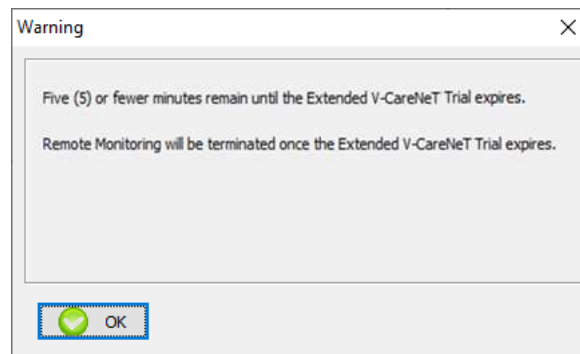 Warning
Five (5) or fewer minutes remain until the Extended V-CareNeT Trial expires.
Remote Monitoring will be terminated once the Extended V-CareNeT Trial expires.
OK